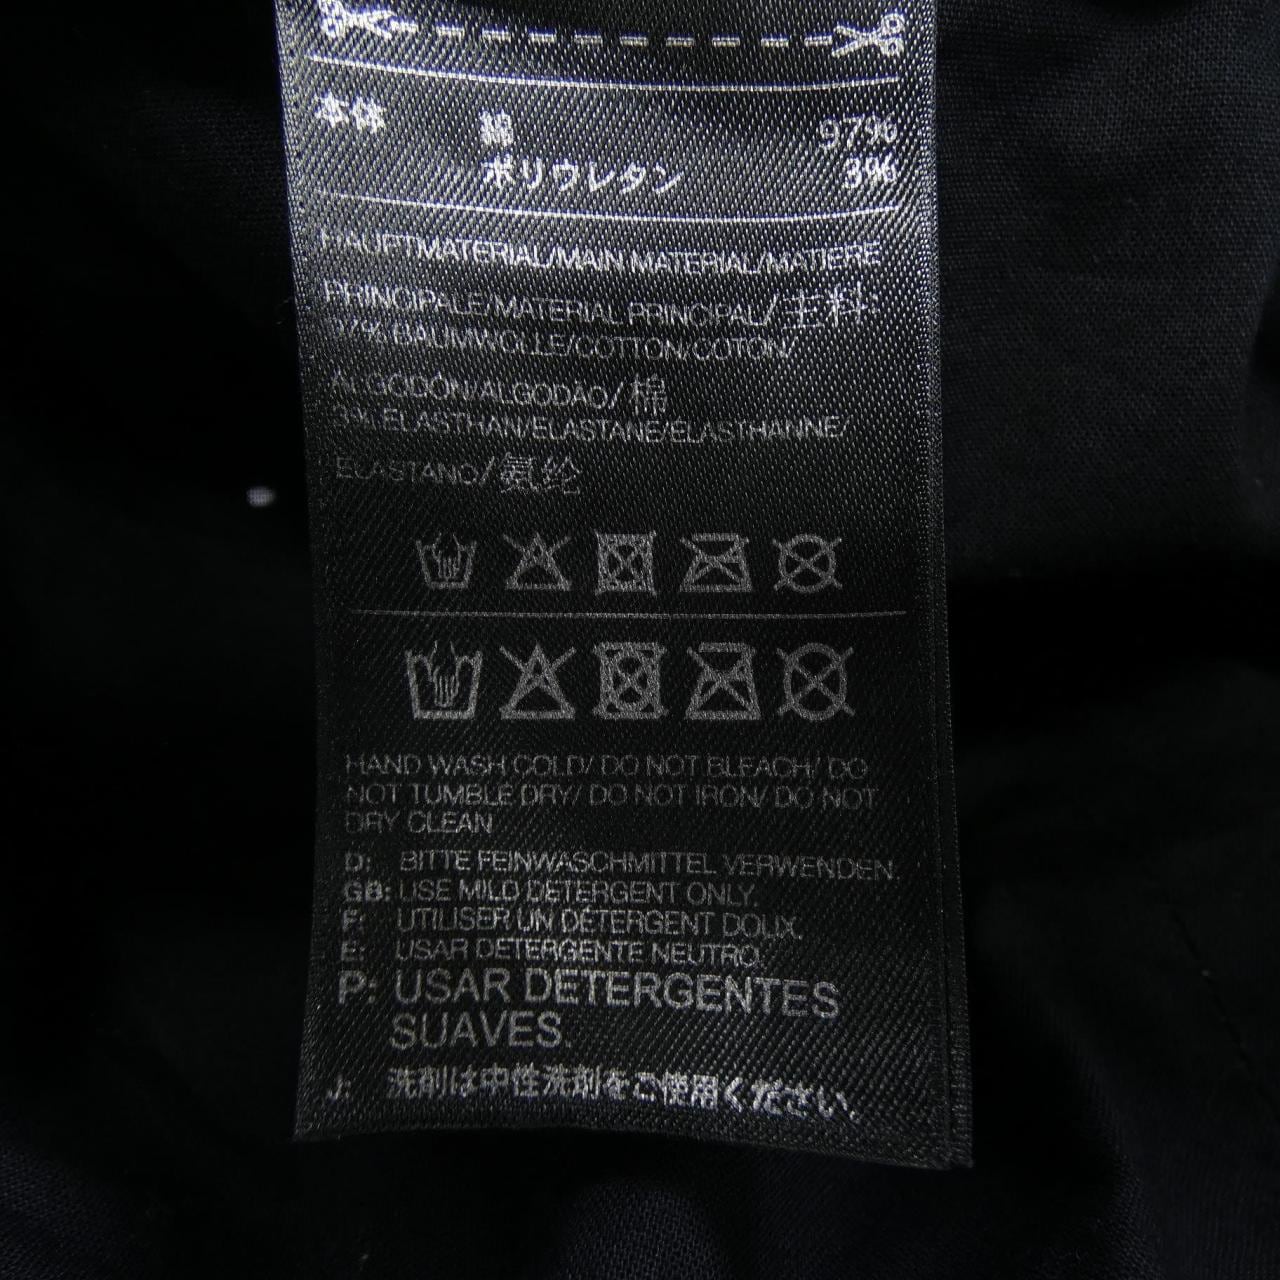 本体 綿 97%
ポリウレタン 3%
HAUPTMATERIAL/MAIN MATERIAL/MATIERE
PRINCIPALE/MATERIAL PRINCIPAL/主料:
97% BAUMWOLLE/COTTON/COTON/
ALGODÓN/ALGODÃO/棉
3% ELASTHAN/ELASTANE/ELASTHANNE/
ELASTANO/氨纶
HAND WASH COLD/ DO NOT BLEACH/ DO
NOT TUMBLE DRY/ DO NOT IRON/ DO NOT
DRY CLEAN
D: BITTE FEINWASCHMITTEL VERWENDEN.
GB: USE MILD DETERGENT ONLY.
F: UTILISER UN DÉTERGENT DOUX.
E: USAR DETERGENTE NEUTRO.
P: USAR DETERGENTES
SUAVES.
J: 洗剤は中性洗剤をご使用ください。